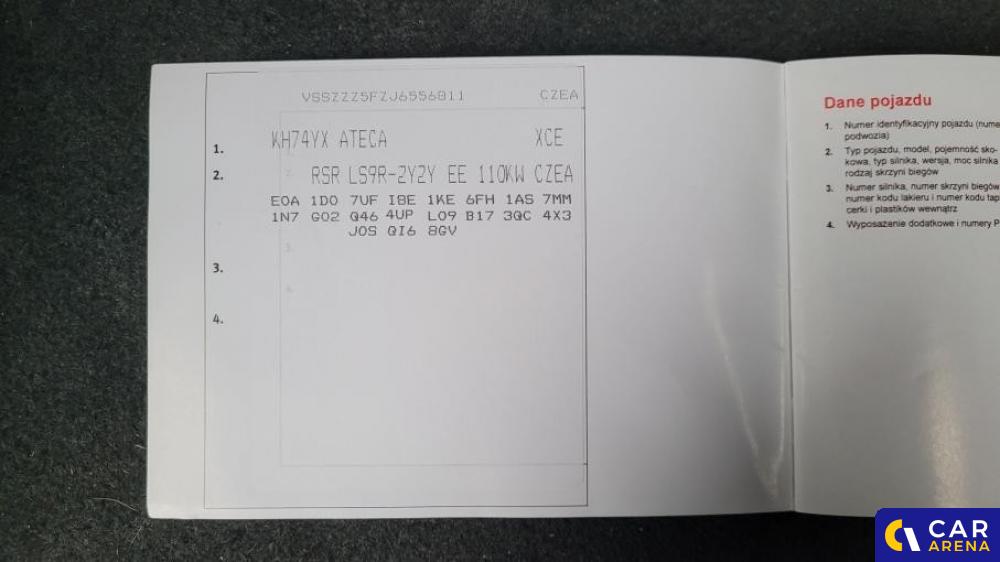 VSSZZZ5FZJ6556811 CZEA
1. KH74YX ATECA XCE
2. RSR LS9R-2Y2Y EE 110KW CZEA
E0A 1D0 7UF I8E 1KE 6FH 1AS 7MM
1N7 G02 Q46 4UP L09 B17 3QC 4X3
J0S QI6 8GV
3.
4.
Dane pojazdu
1. Numer identyfikacyjny pojazdu (nume
podwozia)
2. Typ pojazdu, model, pojemność sko-
kowa, typ silnika, wersja, moc silnika
rodzaj skrzyni biegów
3. Numer silnika, numer skrzyni biegów
numer kodu lakieru i numer kodu tap
cerki i plastików wewnątrz
4. Wyposażenie dodatkowe i numery P
CAR
ARENA